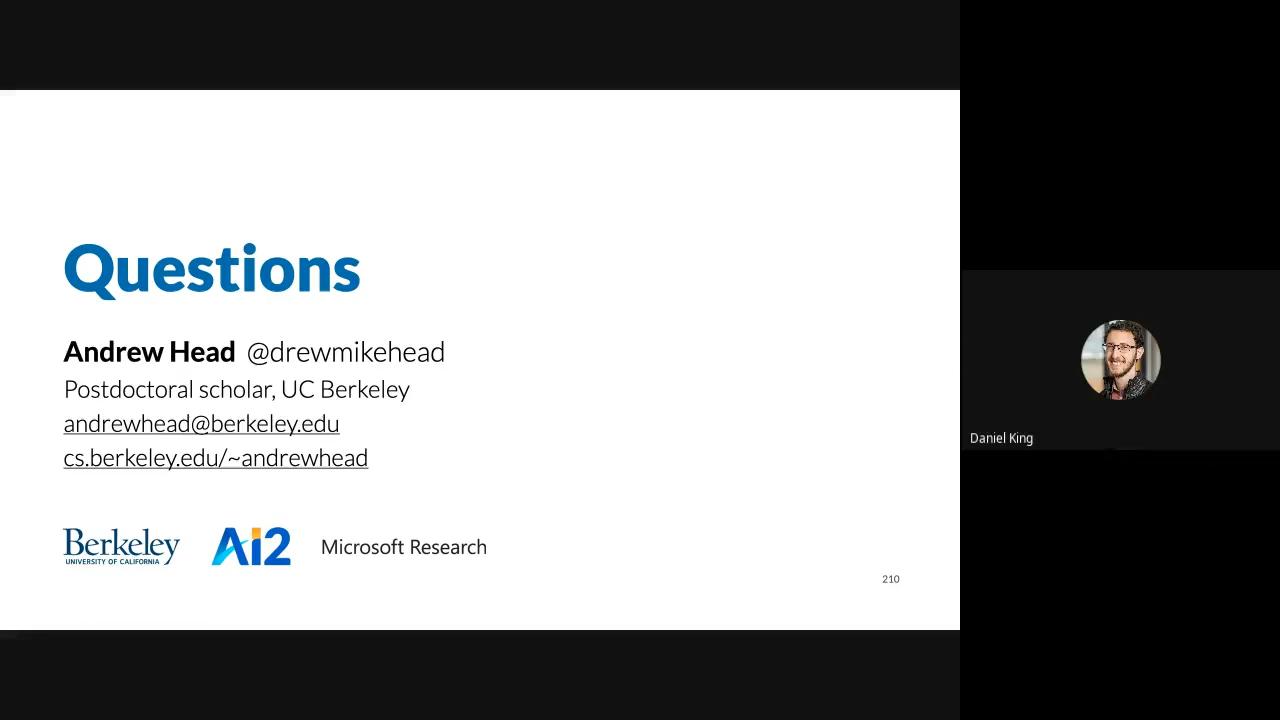 Questions
Andrew Head @drewmikehead
Postdoctoral scholar, UC Berkeley
andrewhead@berkeley.edu
cs.berkeley.edu/~andrewhead
Berkeley
UNIVERSITY OF CALIFORNIA
Ai2
Microsoft Research
210
Daniel King